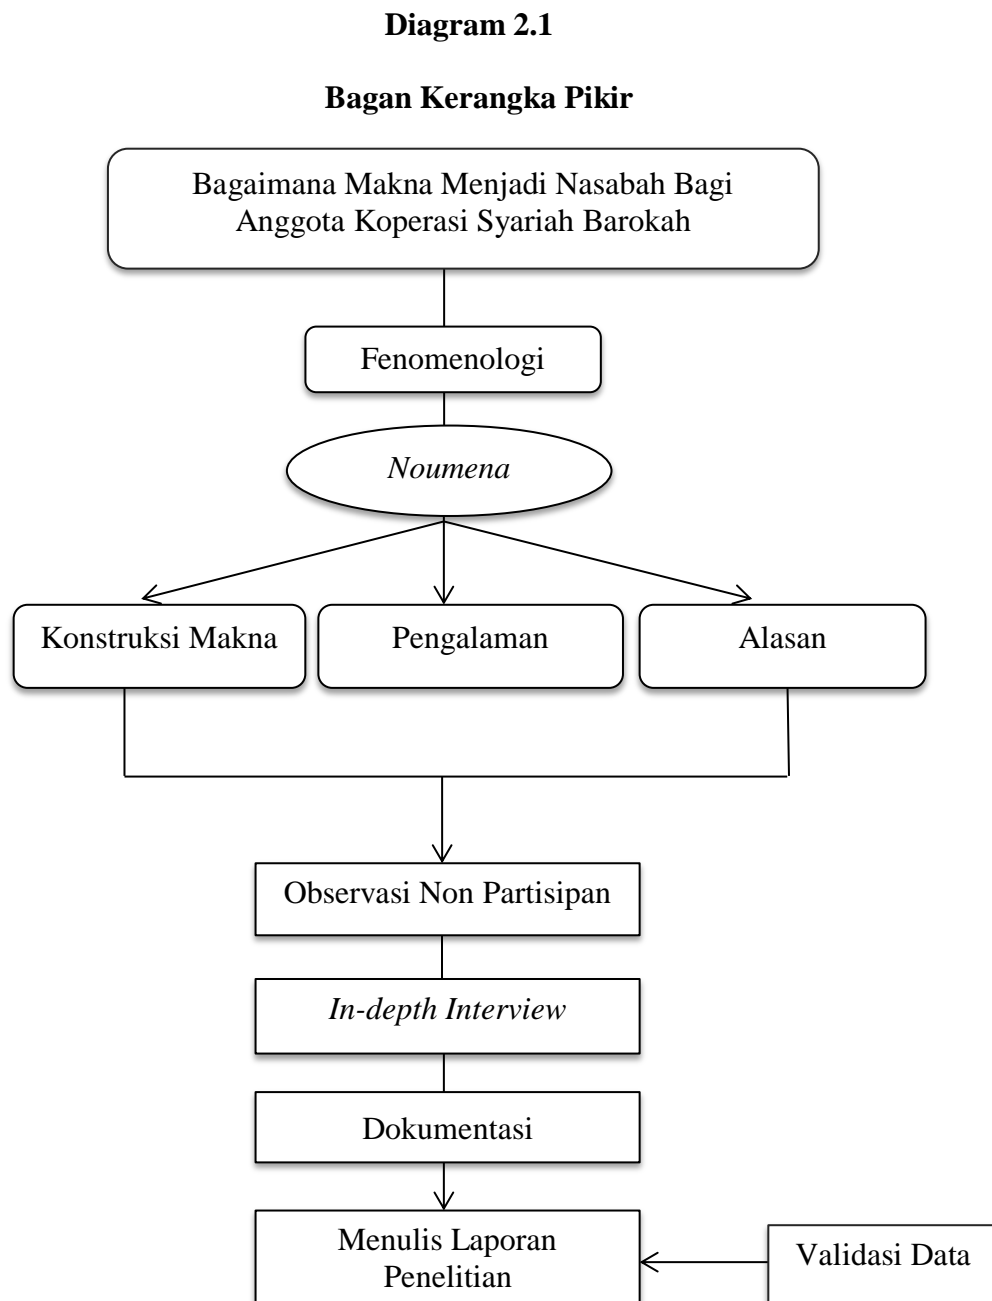 Diagram 2.1
Bagan Kerangka Pikir
Bagaimana Makna Menjadi Nasabah Bagi
Anggota Koperasi Syariah Barokah
Fenomenologi
Noumena
Konstruksi Makna
Pengalaman
Alasan
Observasi Non Partisipan
In-depth Interview
Dokumentasi
Menulis Laporan
Penelitian
Validasi Data